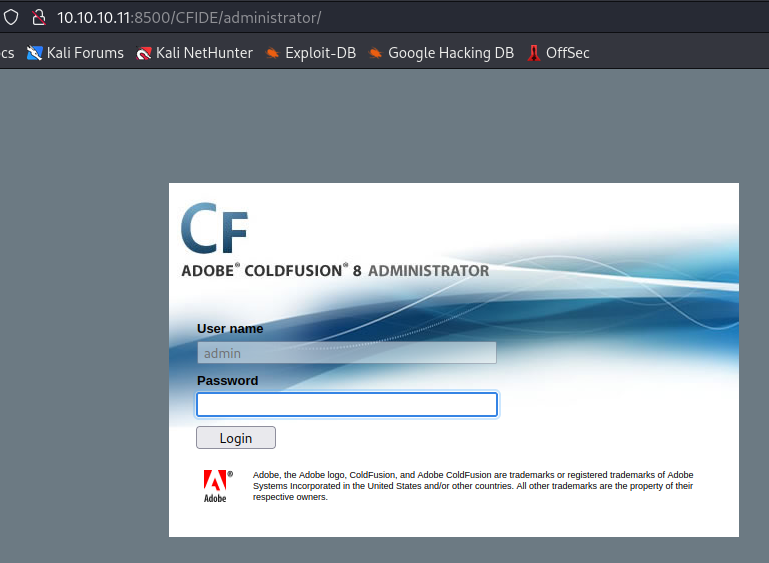 10.10.10.11:8500/CFIDE/administrator/
cs Kali Forums Kali NetHunter Exploit-DB Google Hacking DB OffSec
CF
ADOBE® COLDFUSION® 8 ADMINISTRATOR
User name
admin
Password
Login
Adobe, the Adobe logo, ColdFusion, and Adobe ColdFusion are trademarks or registered trademarks of Adobe
Systems Incorporated in the United States and/or other countries. All other trademarks are the property of their
respective owners.
®
Adobe